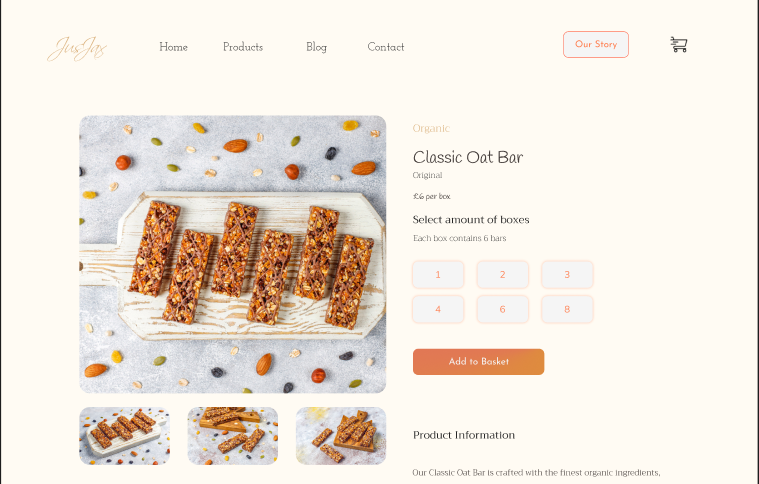 JusJax
Home Products Blog Contact
Our Story
Organic
Classic Oat Bar
Original
£6 per box
Select amount of boxes
Each box contains 6 bars
1 2 3
4 6 8
Add to Basket
Product Information
Our Classic Oat Bar is crafted with the finest organic ingredients,